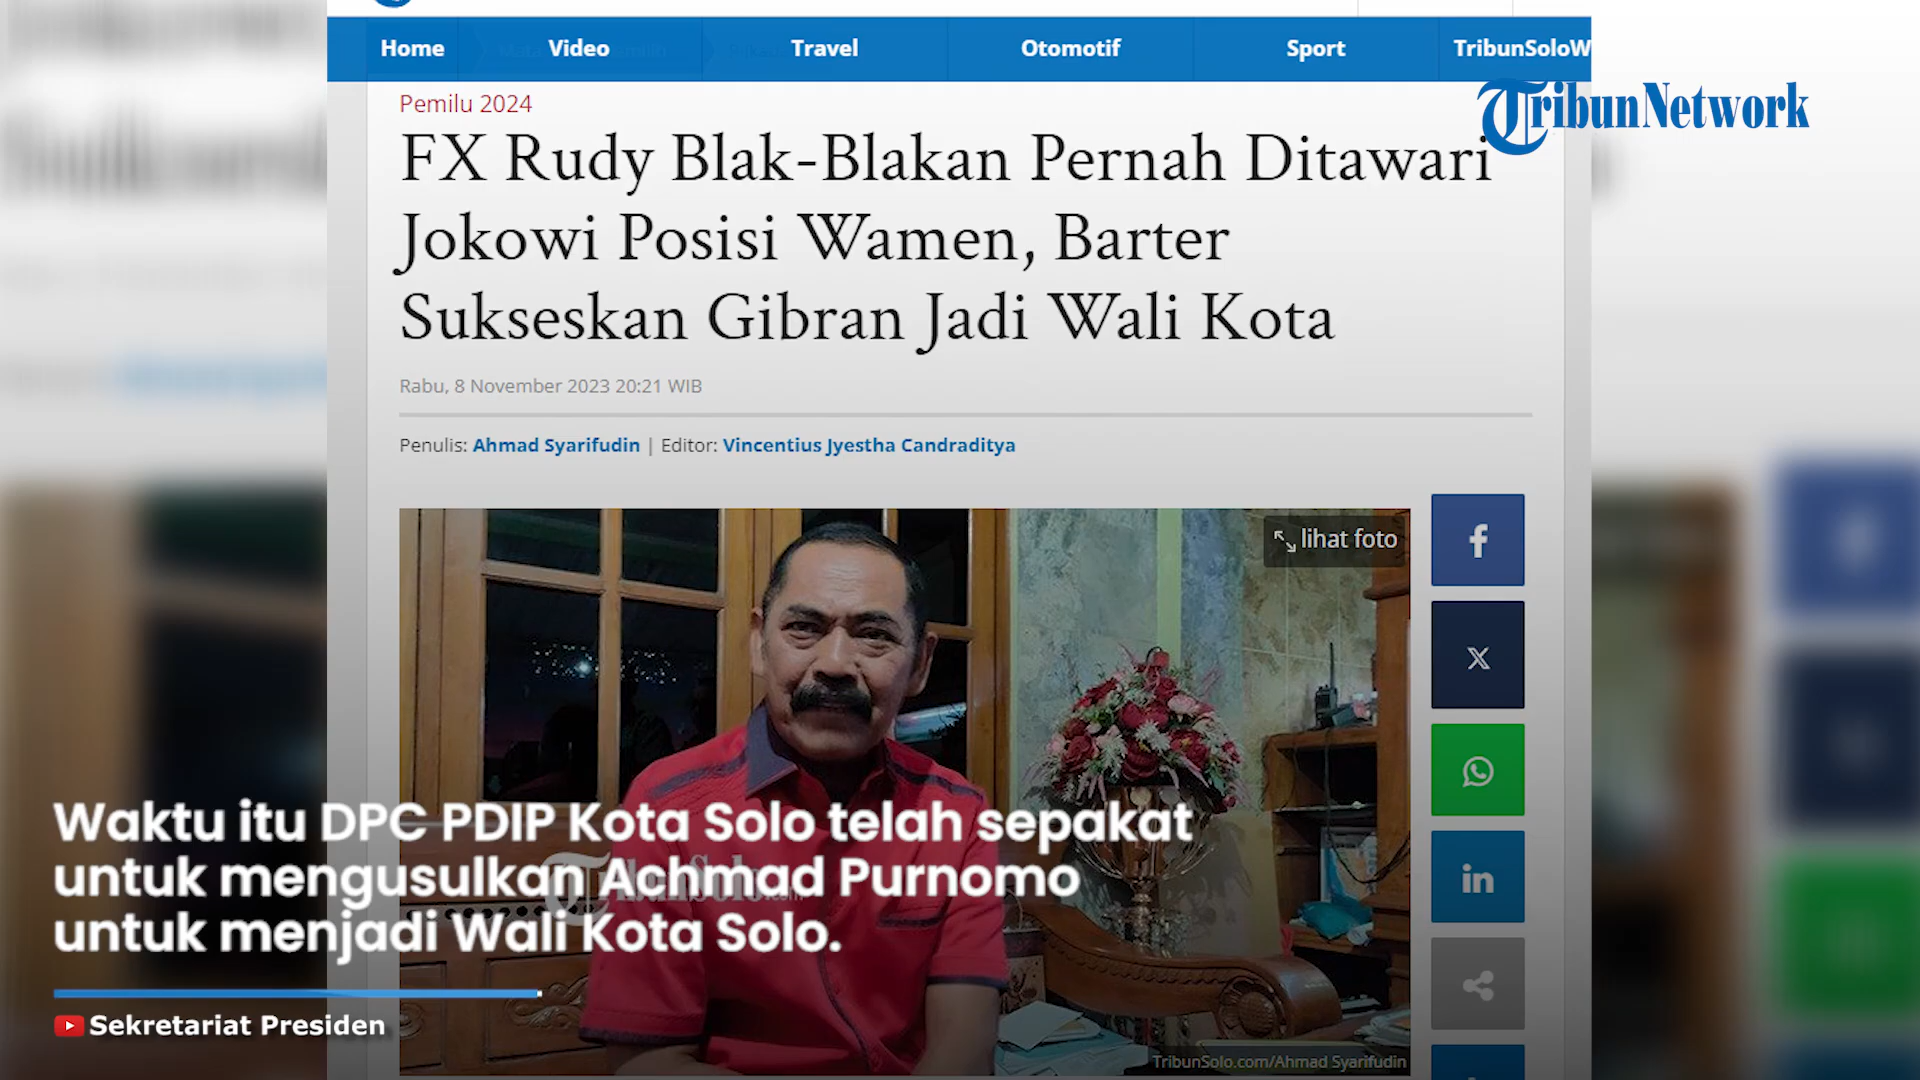 Home Video Travel Otomotif Sport TribunSoloW
TribunNetwork
Pemilu 2024
FX Rudy Blak-Blakan Pernah Ditawari
Jokowi Posisi Wamen, Barter
Sukseskan Gibran Jadi Wali Kota
Rabu, 8 November 2023 20:21 WIB
Penulis: Ahmad Syarifudin | Editor: Vincentius Jyestha Candraditya
lihat foto
Waktu itu DPC PDIP Kota Solo telah sepakat
untuk mengusulkan Achmad Purnomo
untuk menjadi Wali Kota Solo.
TribunSolo.com
Sekretariat Presiden
TribunSolo.com/Ahmad Syarifudin